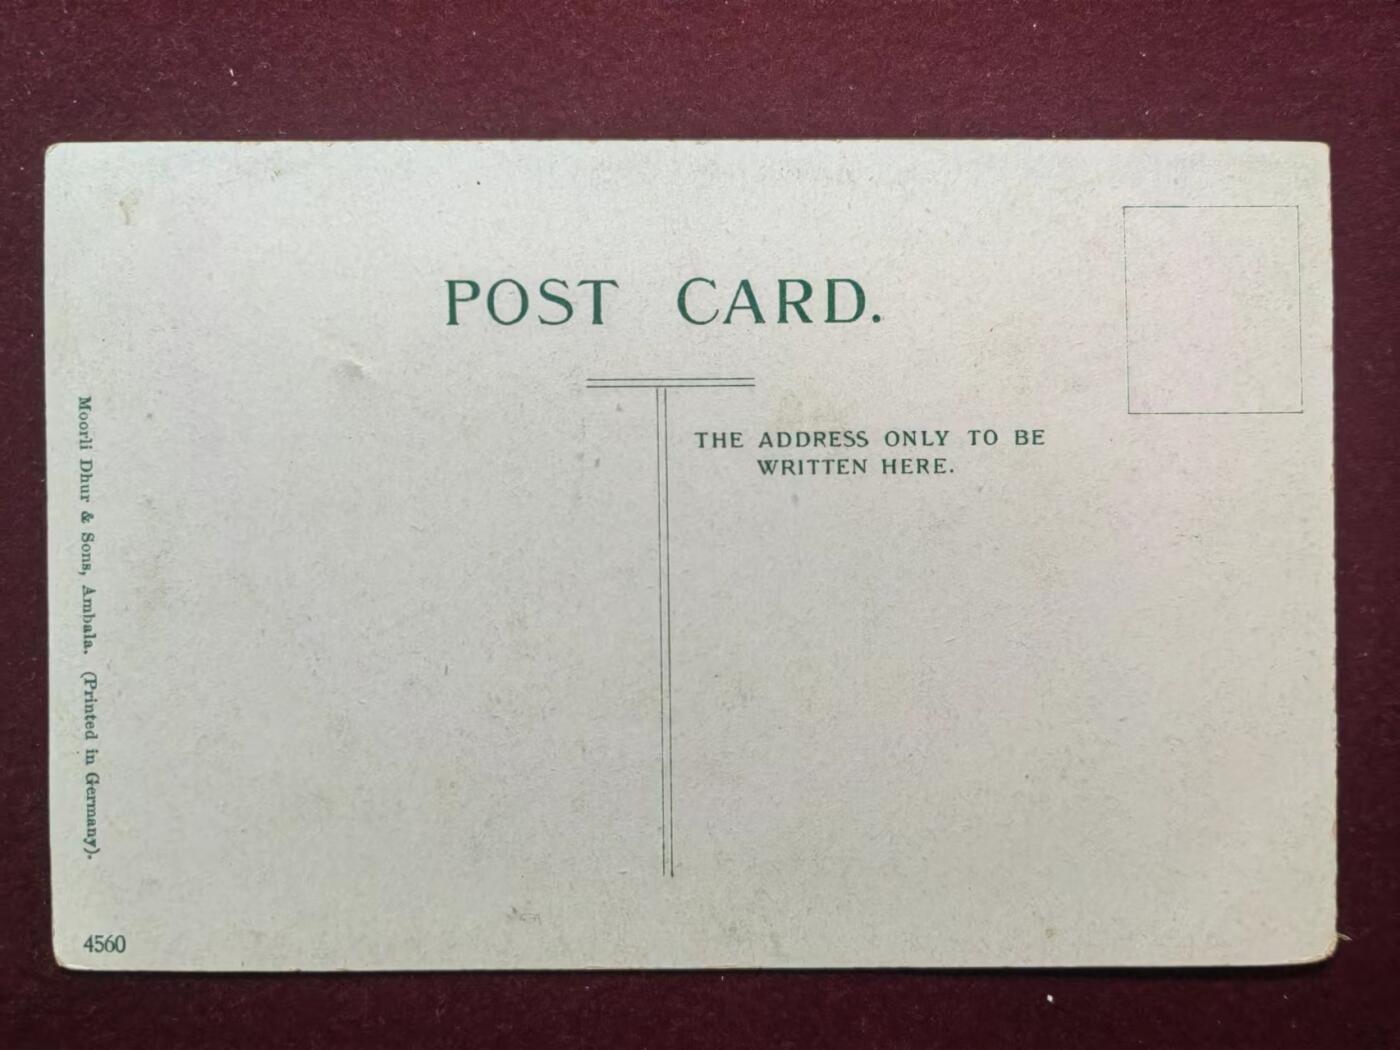 POST CARD.
THE ADDRESS ONLY TO BE
WRITTEN HERE.
Moorli Dhur & Sons, Ambala. (Printed in Germany).
4560